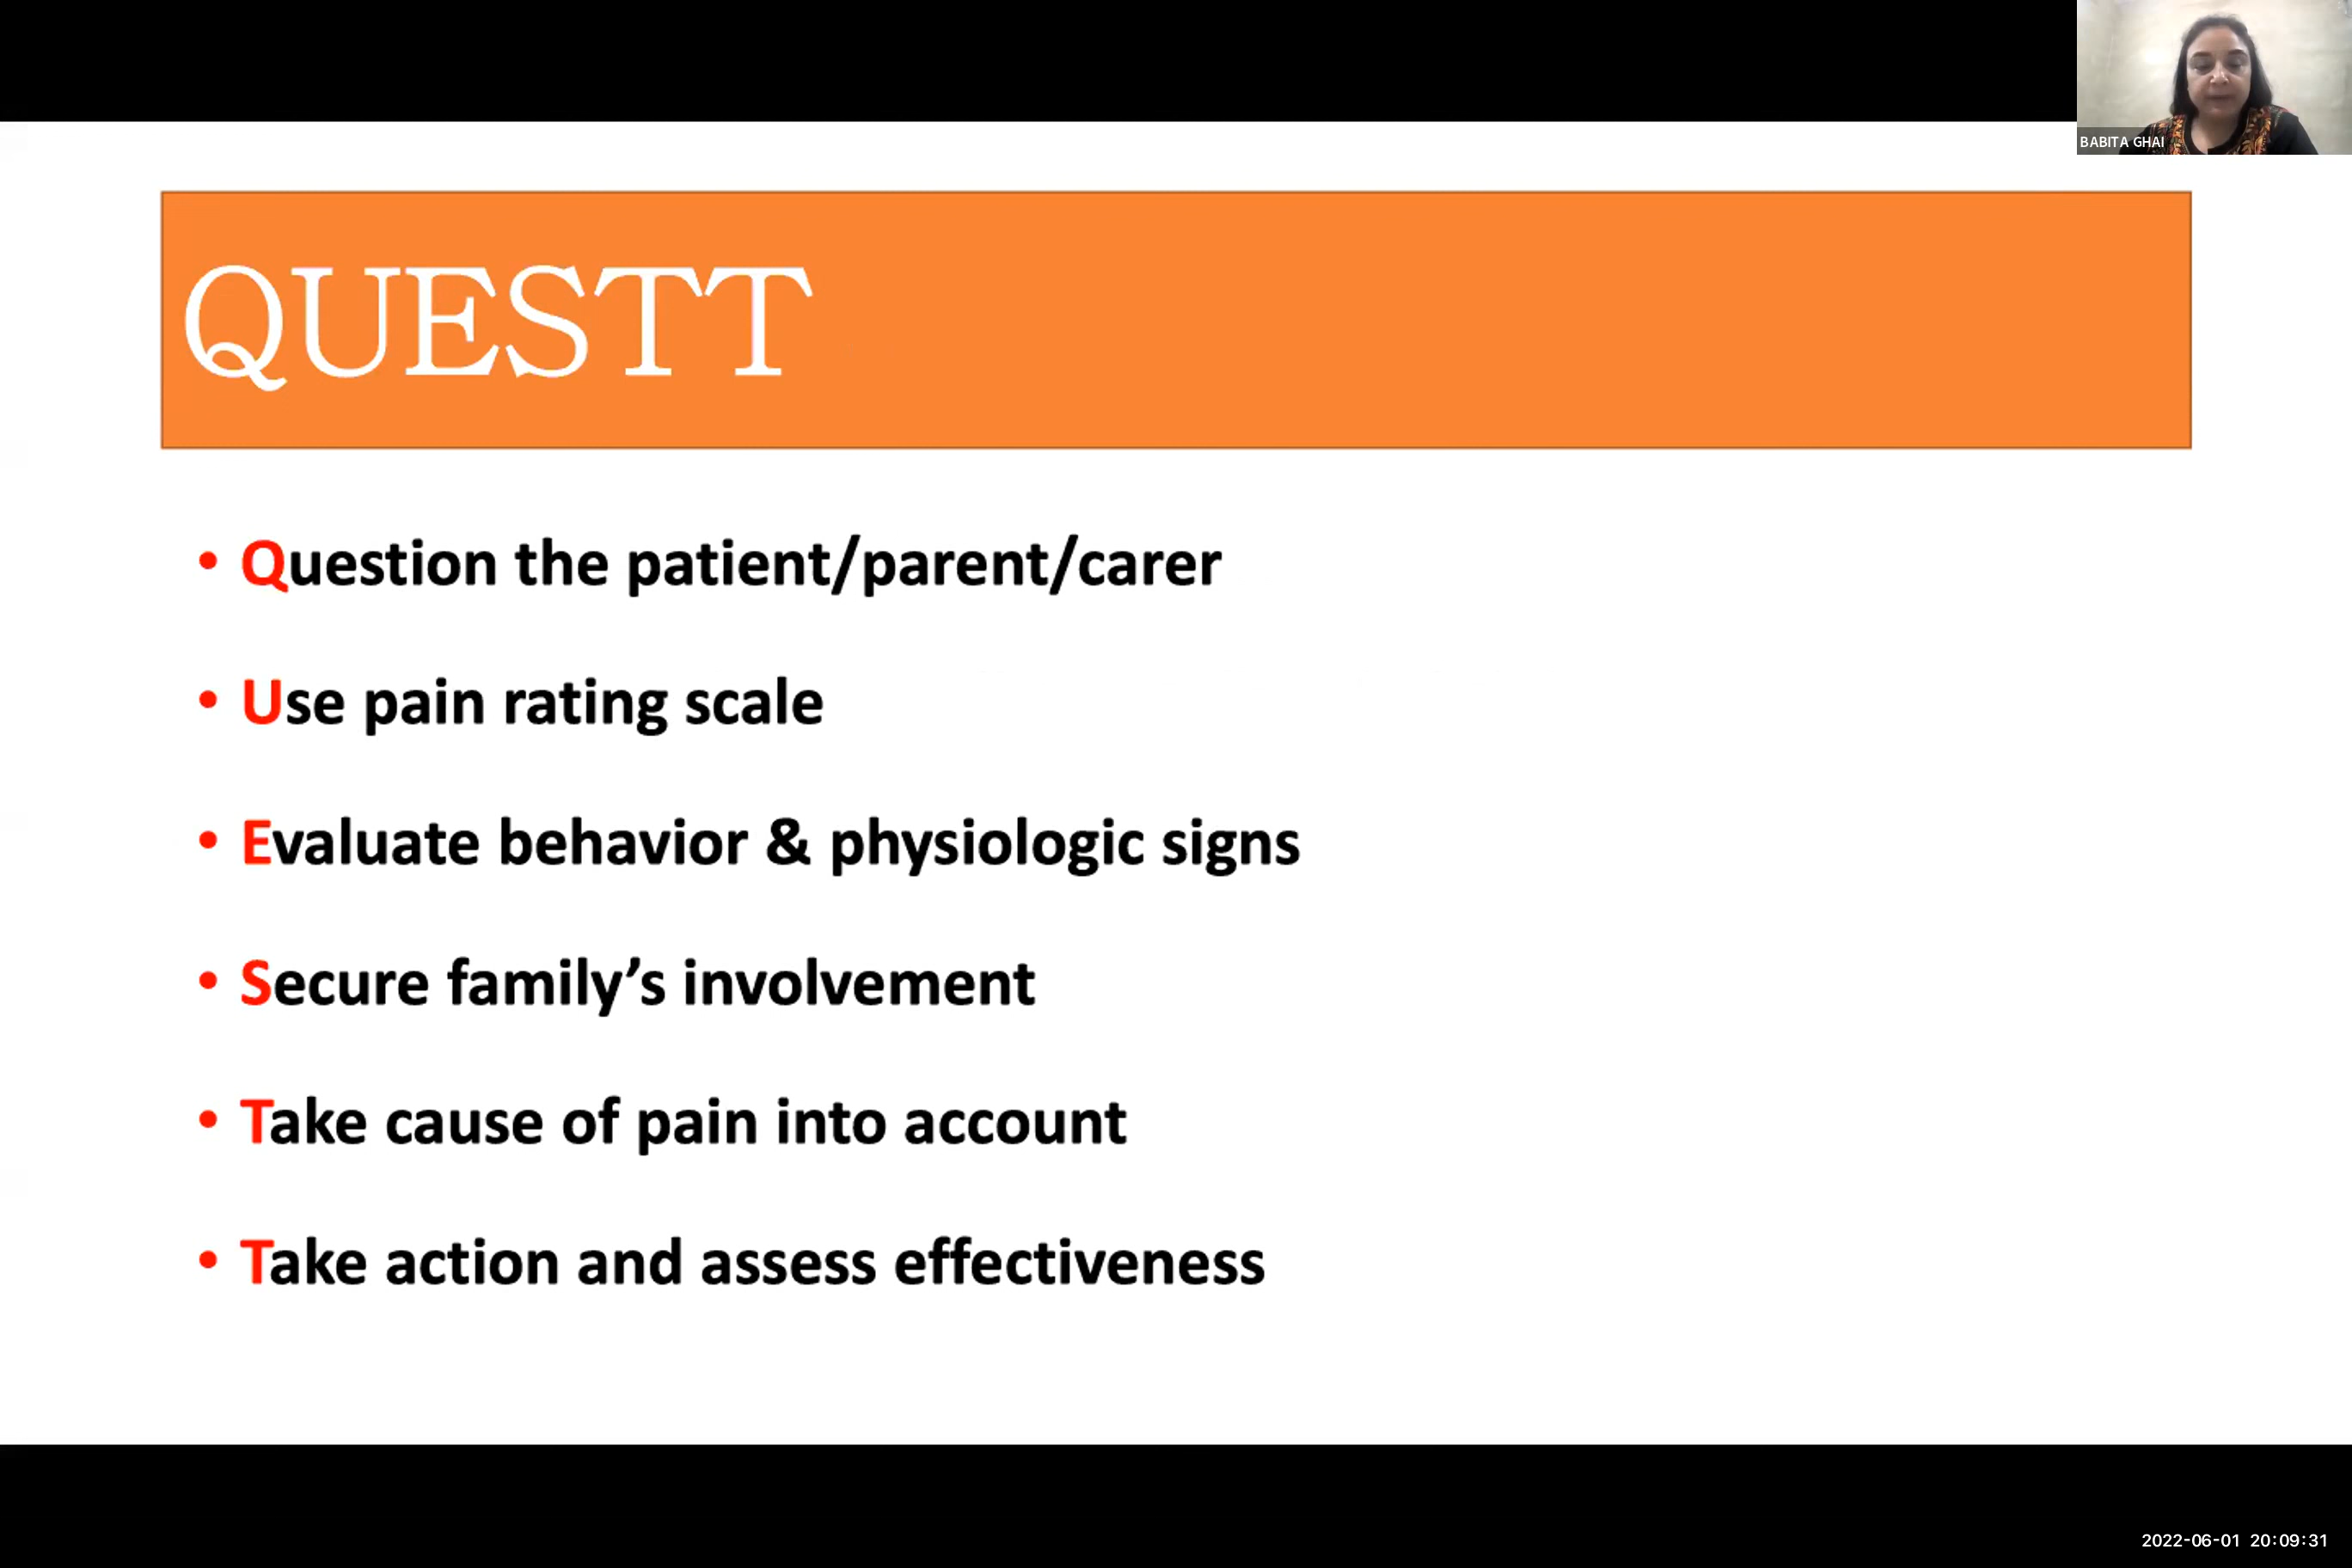 BABITA GHAI
QUESTT
• Question the patient/parent/carer
• Use pain rating scale
• Evaluate behavior & physiologic signs
• Secure family’s involvement
• Take cause of pain into account
• Take action and assess effectiveness
2022-06-01 20:09:31